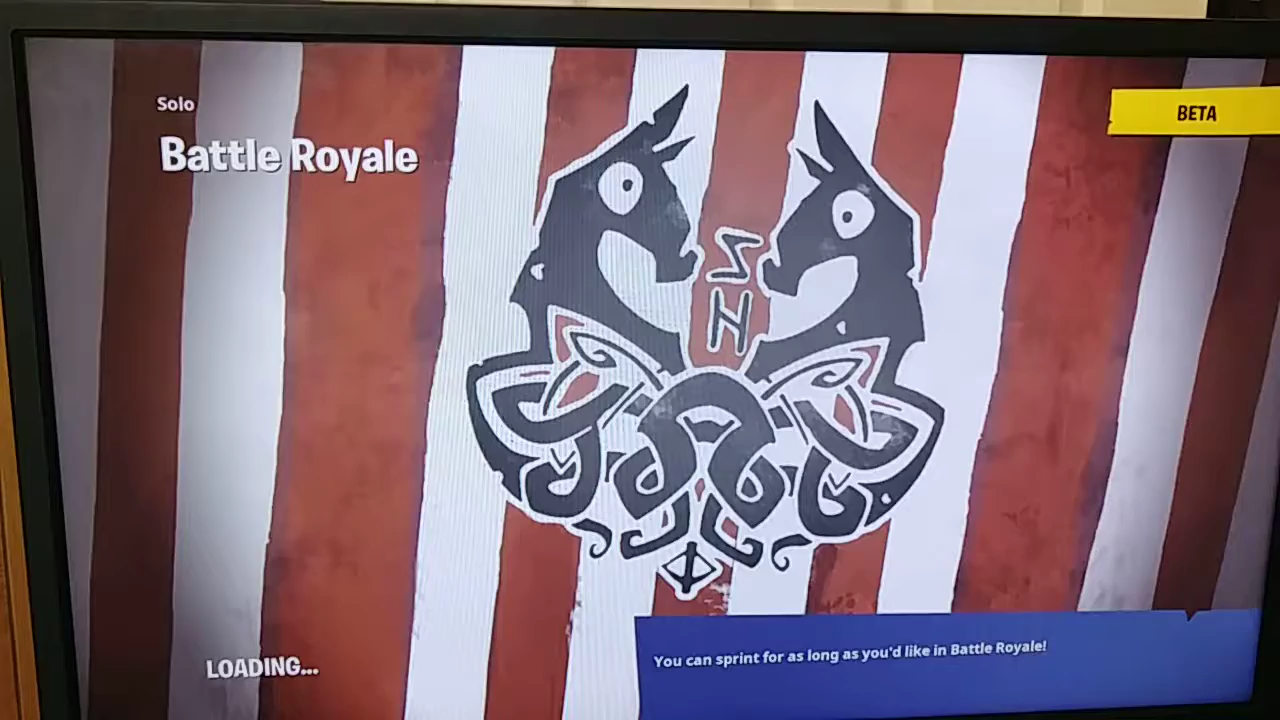 Solo
Battle Royale
BETA
LOADING...
You can sprint for as long as you'd like in Battle Royale!